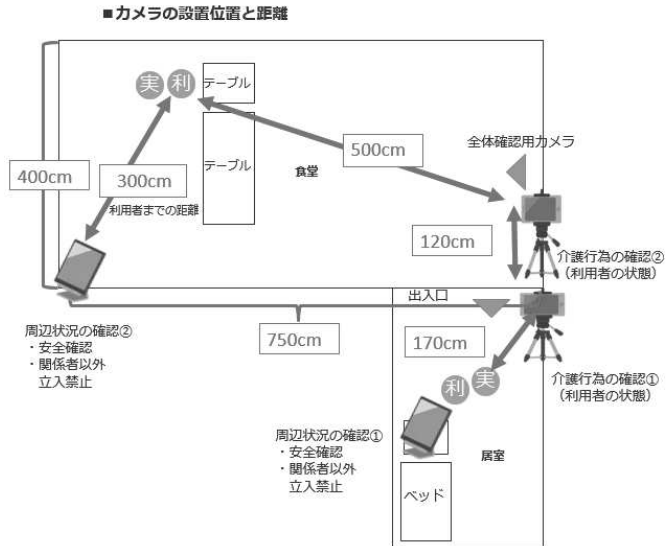 ■カメラの設置位置と距離
実
利
テーブル
テーブル
食堂
500cm
全体確認用カメラ
400cm
300cm
利用者までの距離
120cm
介護行為の確認②
(利用者の状態)
出入口
750cm
170cm
周辺状況の確認②
・安全確認
・関係者以外
立入禁止
利
実
介護行為の確認①
(利用者の状態)
周辺状況の確認①
・安全確認
・関係者以外
立入禁止
居室
ベッド